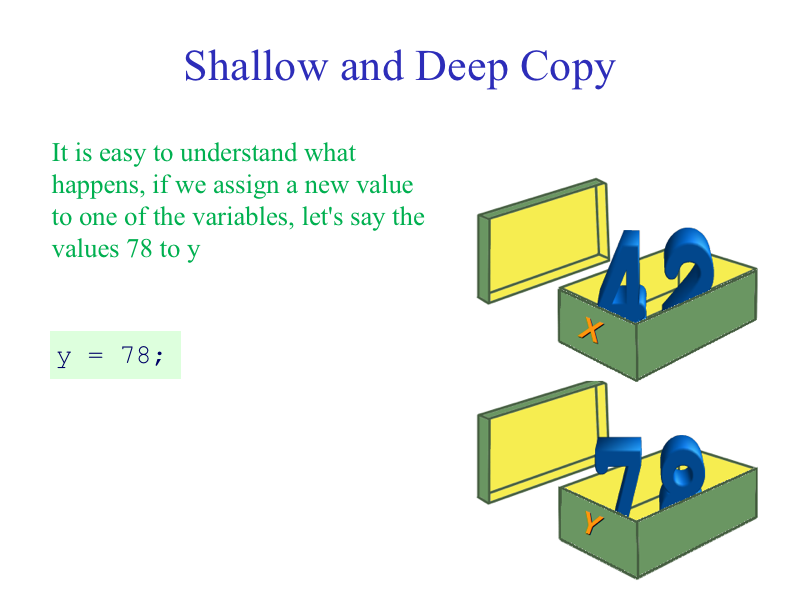 Shallow and Deep Copy
It is easy to understand what
happens, if we assign a new value
to one of the variables, let's say the
values 78 to y
y = 78;
42
X
78
Y